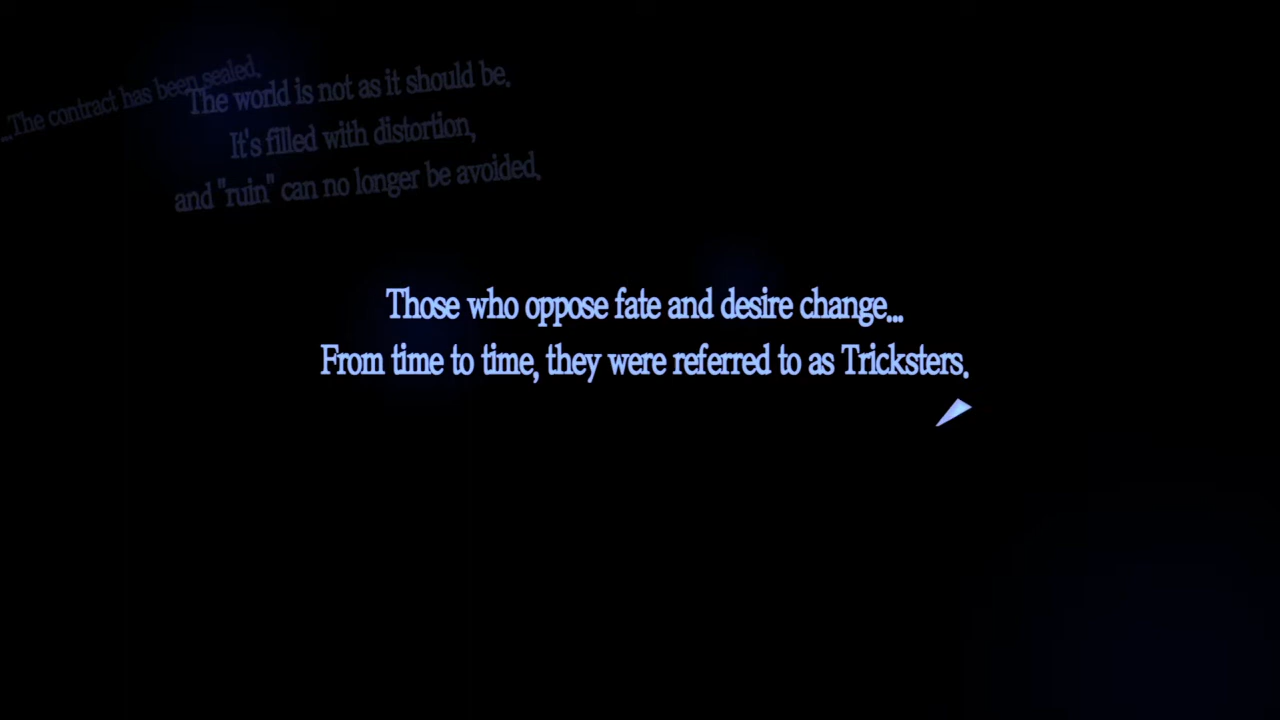 ...The contract has been sealed.
The world is not as it should be.
It's filled with distortion,
and "ruin" can no longer be avoided.
Those who oppose fate and desire change...
From time to time, they were referred to as Tricksters.